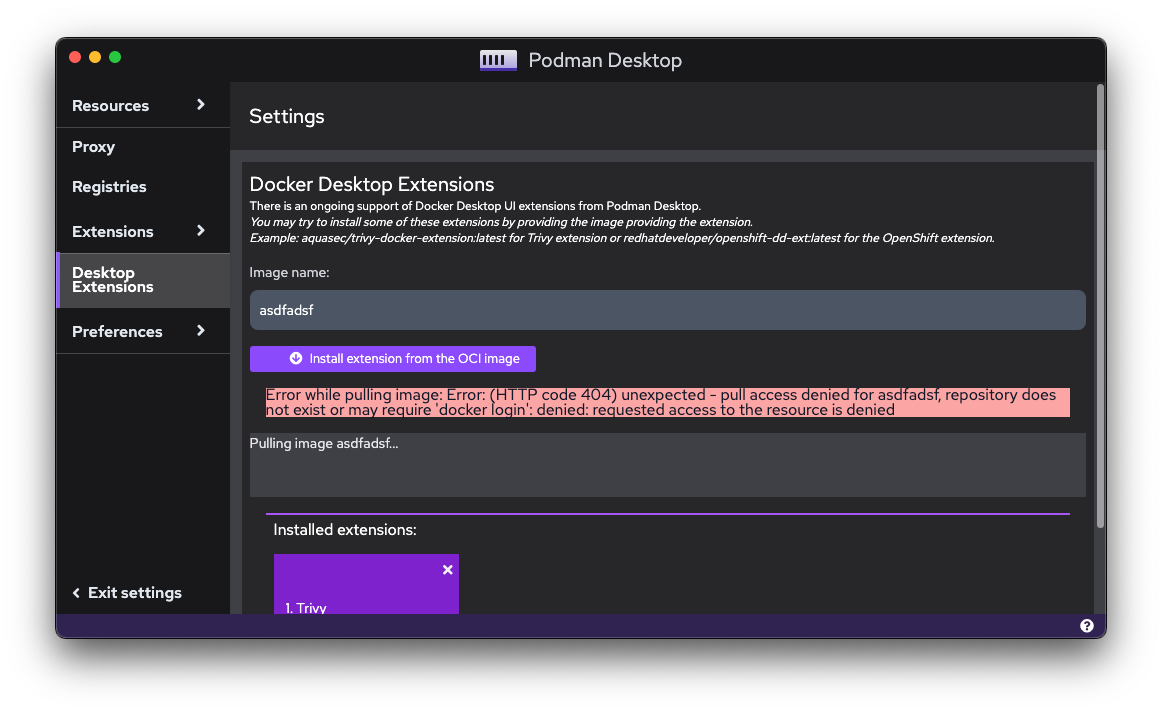 Podman Desktop
Resources
Proxy
Registries
Extensions
Desktop
Extensions
Preferences
Exit settings
Settings
Docker Desktop Extensions
There is an ongoing support of Docker Desktop UI extensions from Podman Desktop.
You may try to install some of these extensions by providing the image providing the extension.
Example: aquasec/trivy-docker-extension:latest for Trivy extension or redhatdeveloper/openshift-dd-ext:latest for the OpenShift extension.
Image name:
asdfadsf
Install extension from the OCI image
Error while pulling image: Error: (HTTP code 404) unexpected - pull access denied for asdfadsf, repository does
not exist or may require 'docker login': denied: requested access to the resource is denied
Pulling image asdfadsf...
Installed extensions:
1. Trivy